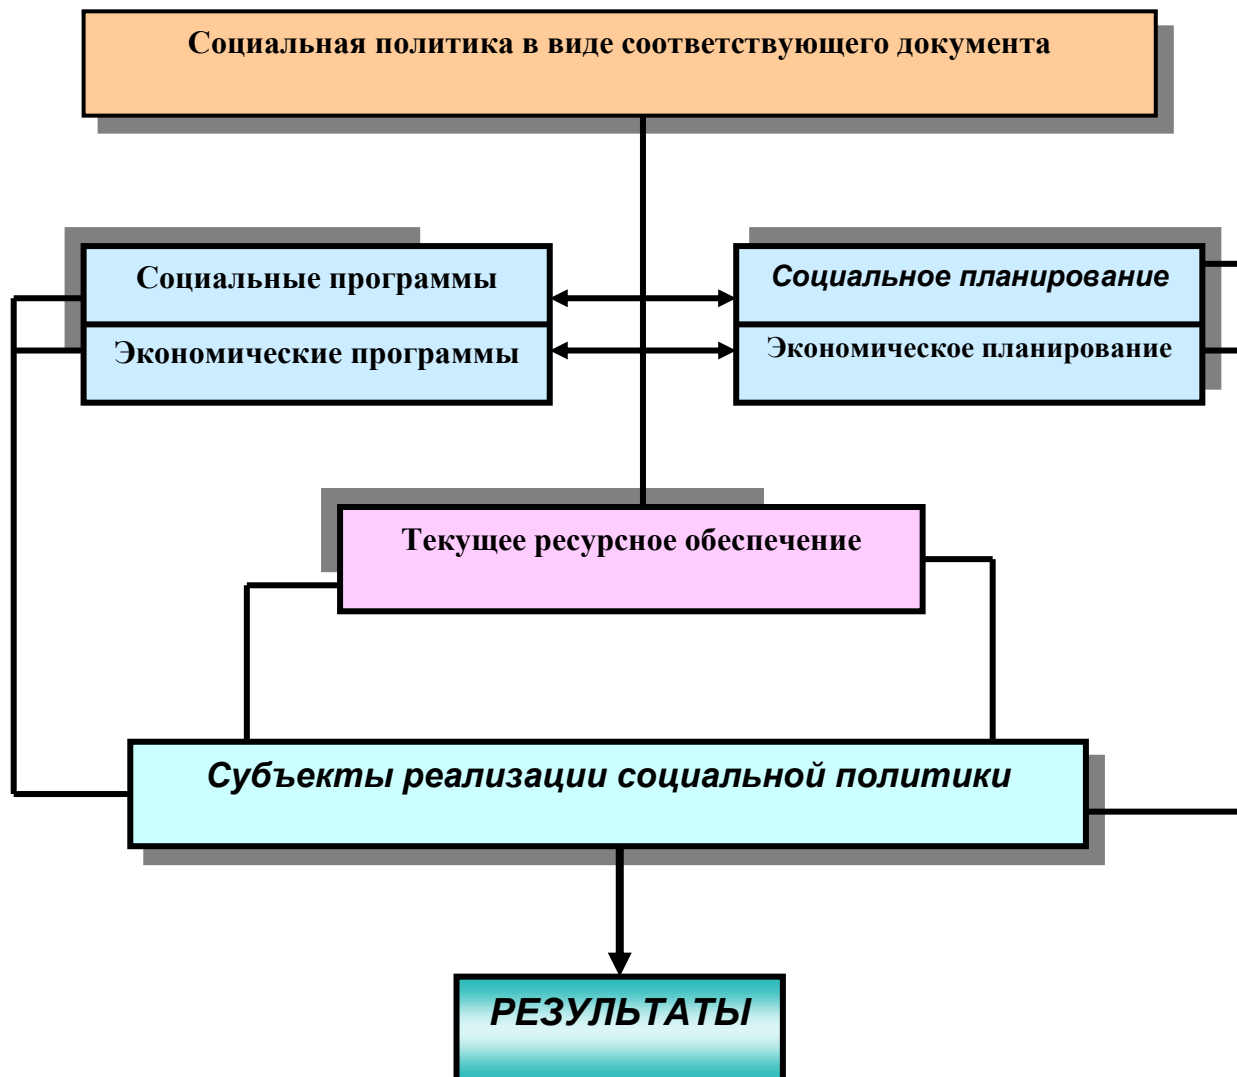 Социальная политика в виде соответствующего документа
Социальные программы
Социальное планирование
Экономические программы
Экономическое планирование
Текущее ресурсное обеспечение
Субъекты реализации социальной политики
РЕЗУЛЬТАТЫ